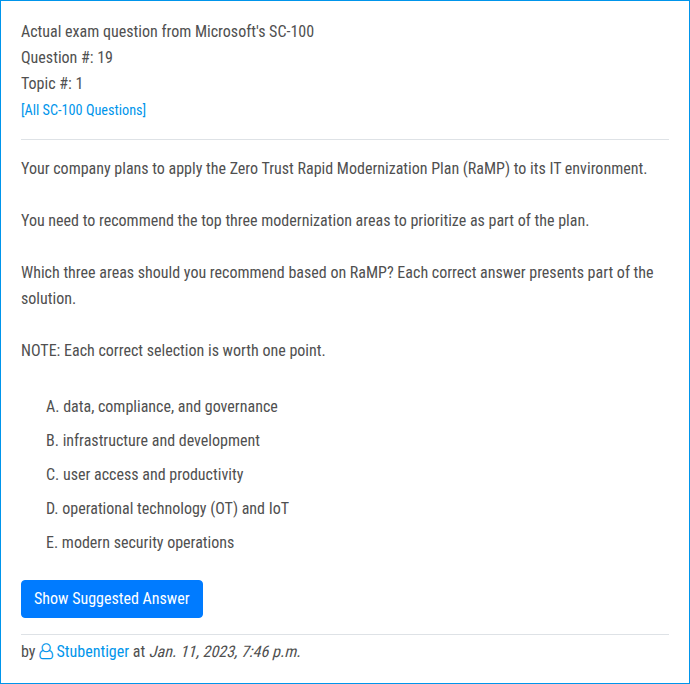 Actual exam question from Microsoft's SC-100
Question #: 19
Topic #: 1
[All SC-100 Questions]
Your company plans to apply the Zero Trust Rapid Modernization Plan (RaMP) to its IT environment.
You need to recommend the top three modernization areas to prioritize as part of the plan.
Which three areas should you recommend based on RaMP? Each correct answer presents part of the
solution.
NOTE: Each correct selection is worth one point.
A. data, compliance, and governance
B. infrastructure and development
C. user access and productivity
D. operational technology (OT) and IoT
E. modern security operations
Show Suggested Answer
by Stubentiger at Jan. 11, 2023, 7:46 p.m.